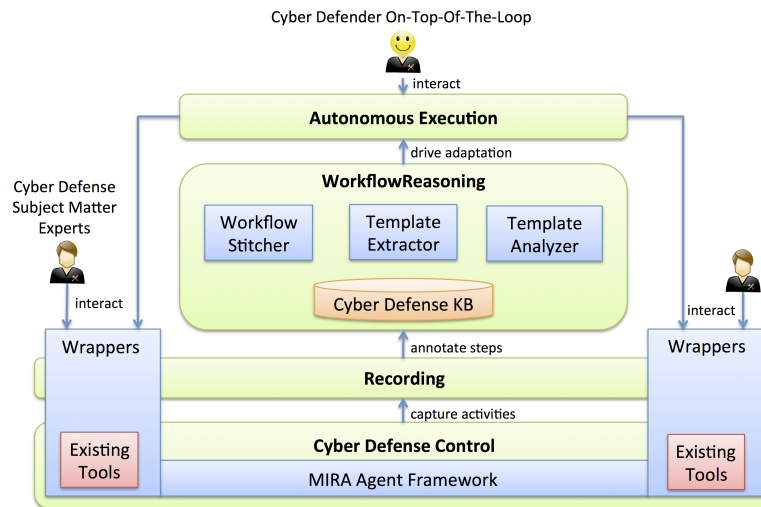 Cyber Defender On-Top-Of-The-Loop
interact
Autonomous Execution
drive adaptation
WorkflowReasoning
Cyber Defense
Subject Matter
Experts
Workflow
Stitcher
Template
Extractor
Template
Analyzer
Cyber Defense KB
interact
interact
Wrappers
annotate steps
Wrappers
Recording
capture activities
Cyber Defense Control
Existing
Tools
MIRA Agent Framework
Existing
Tools